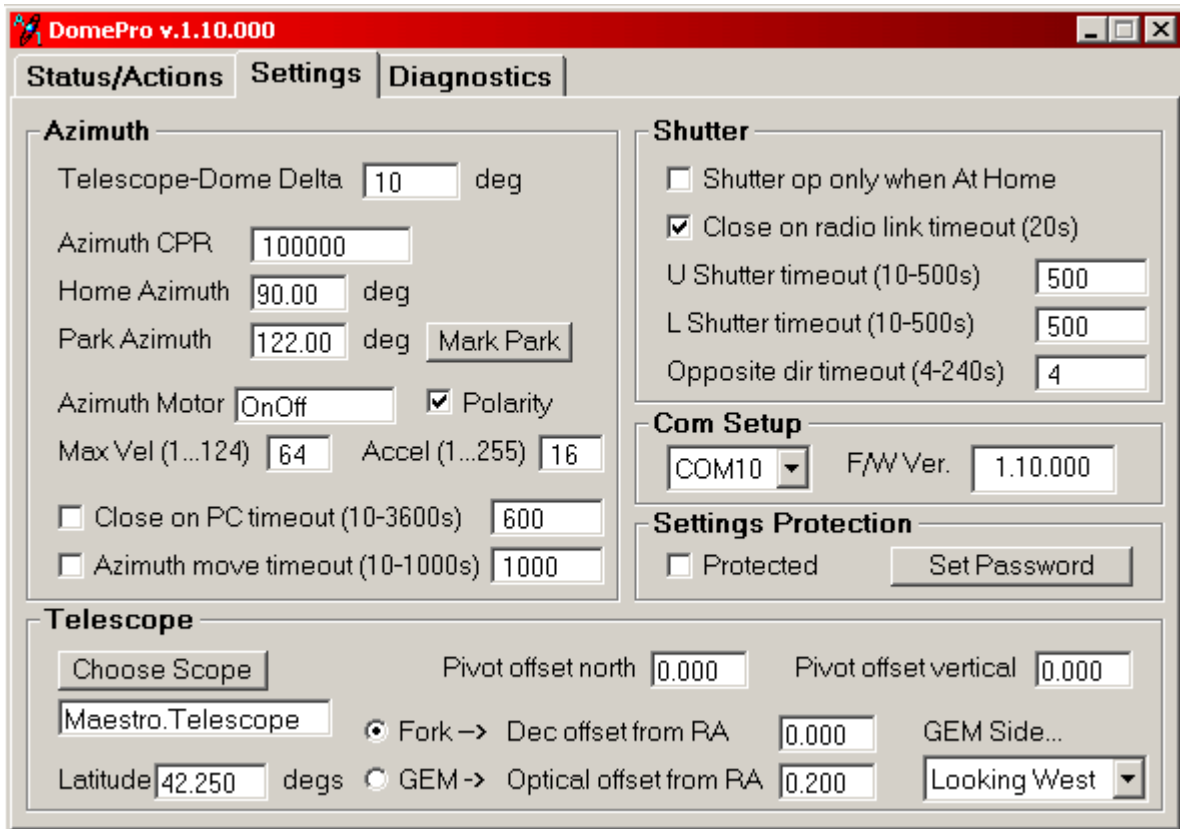 DomePro v.1.10.000
Status/Actions Settings Diagnostics
Azimuth
Telescope-Dome Delta 10 deg
Azimuth CPR 100000
Home Azimuth 90.00 deg
Park Azimuth 122.00 deg Mark Park
Azimuth Motor OnOff Polarity
Max Vel (1...124) 64 Accel (1...255) 16
Close on PC timeout (10-3600s) 600
Azimuth move timeout (10-1000s) 1000
Shutter
Shutter op only when At Home
Close on radio link timeout (20s)
U Shutter timeout (10-500s) 500
L Shutter timeout (10-500s) 500
Opposite dir timeout (4-240s) 4
Com Setup
COM10 F/W Ver. 1.10.000
Settings Protection
Protected Set Password
Telescope
Choose Scope Pivot offset north 0.000 Pivot offset vertical 0.000
Maestro.Telescope
Fork --> Dec offset from RA 0.000 GEM Side...
Latitude 42.250 degs GEM -> Optical offset from RA 0.200 Looking West